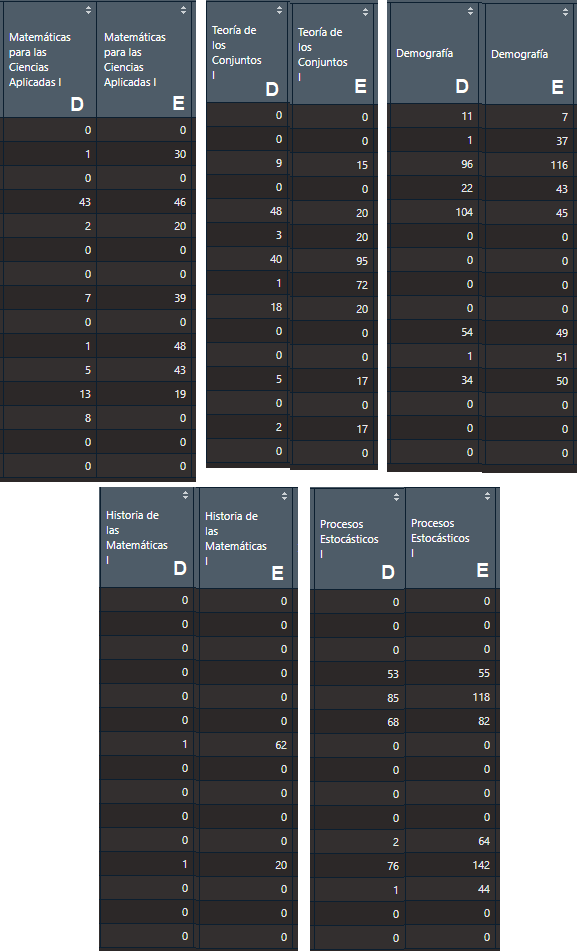 Matemáticas
para las
Ciencias
Aplicadas I
D
Matemáticas
para las
Ciencias
Aplicadas I
E
0 0
1 30
0 0
43 46
2 20
0 0
0 0
7 39
0 0
1 48
5 43
13 19
8 0
0 0
0 0
Teoría de
los
Conjuntos
I
D
Teoría de
los
Conjuntos
I
E
0 0
0 0
9 15
0 0
48 20
3 20
40 95
1 72
18 20
0 0
0 0
5 17
0 0
2 17
0 0
Demografía
D
Demografía
E
11 7
1 37
96 116
22 43
104 45
0 0
0 0
0 0
0 0
54 49
1 51
34 50
0 0
0 0
0 0
Historia de
las
Matemáticas
I
D
Historia de
las
Matemáticas
I
E
0 0
0 0
0 0
0 0
0 0
0 0
1 62
0 0
0 0
0 0
0 0
1 20
0 0
0 0
0 0
Procesos
Estocásticos
I
D
Procesos
Estocásticos
I
E
0 0
0 0
0 0
53 55
85 118
68 82
0 0
0 0
0 0
0 0
2 64
76 142
1 44
0 0
0 0